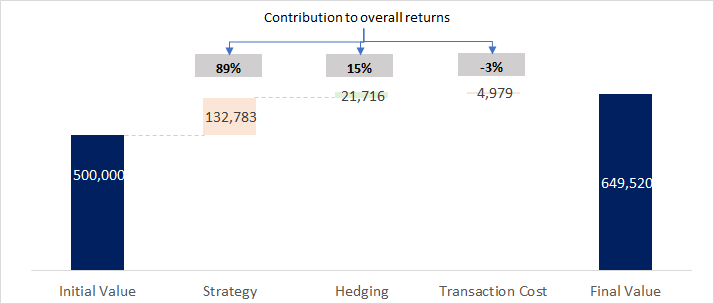 Contribution to overall returns
89%
15%
-3%
21,716
4,979
132,783
500,000
649,520
Initial Value
Strategy
Hedging
Transaction Cost
Final Value